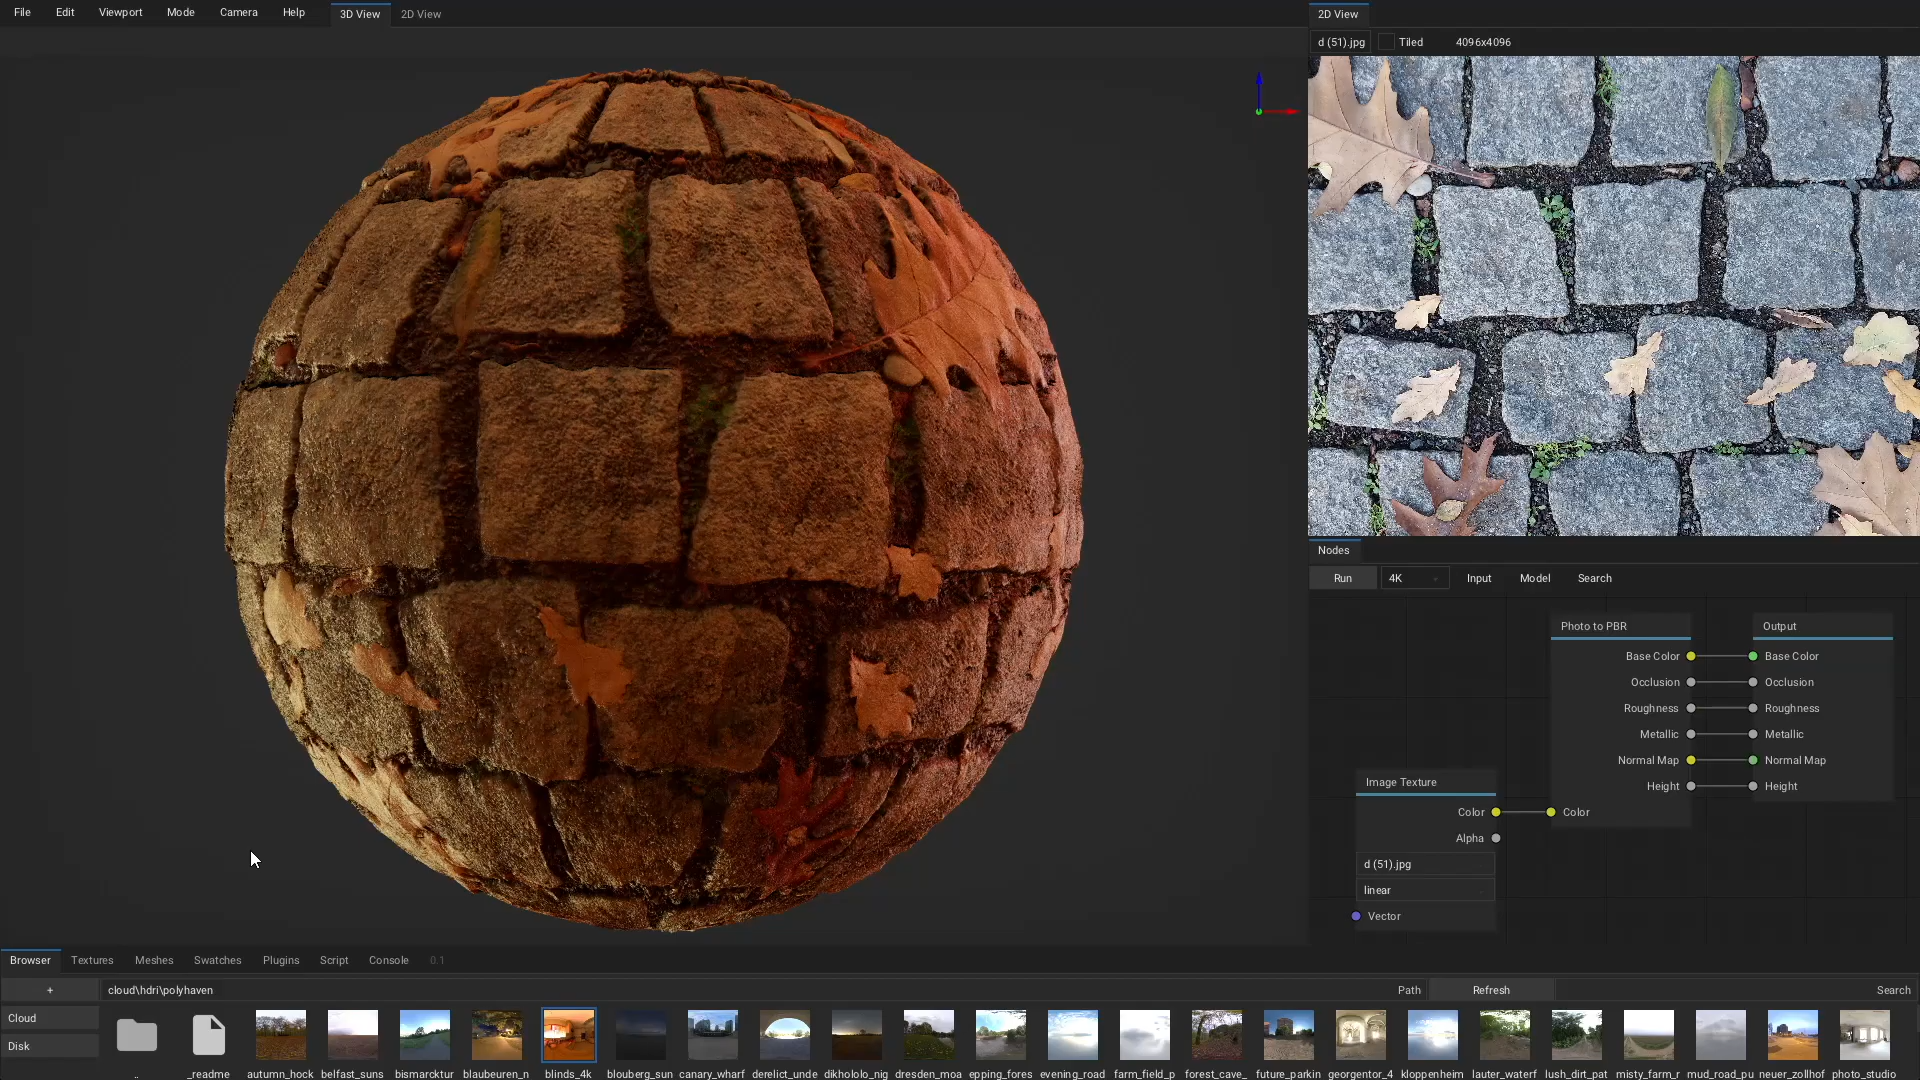 File Edit Viewport Mode Camera Help 3D View 2D View
2D View
d (51).jpg Tiled 4096x4096
Nodes
Run 4K Input Model Search
Photo to PBR Output
Base Color Base Color
Occlusion Occlusion
Roughness Roughness
Metallic Metallic
Normal Map Normal Map
Height Height
Image Texture
Color Color
Alpha
d (51).jpg
linear
Vector
Browser Textures Meshes Swatches Plugins Script Console 0.1
+ cloud\hdri\polyhaven Path Refresh Search
Cloud
Disk
.. _readme autumn_hock belfast_suns bismarcktur blaubeuren_n blinds_4k blouberg_sun canary_wharf derelict_unde dikhololo_nig dresden_moa epping_fores evening_road farm_field_p forest_cave_ future_parkin georgentor_4 kloppenheim lauter_waterf lush_dirt_pat misty_farm_r mud_road_pu neuer_zollhof photo_studio